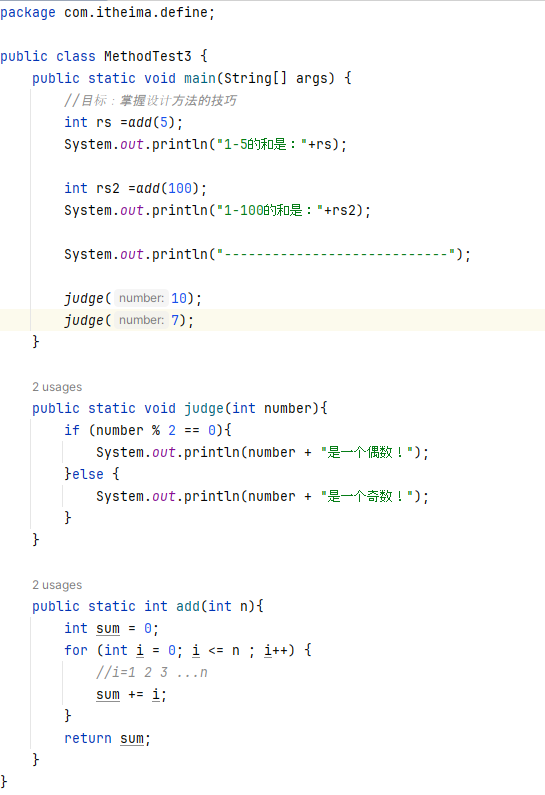 package com.itheima.define;
public class MethodTest3 {
public static void main(String[] args) {
//目标：掌握设计方法的技巧
int rs =add(5);
System.out.println("1-5的和是："+rs);
int rs2 =add(100);
System.out.println("1-100的和是："+rs2);
System.out.println("----------------------------");
judge( number: 10);
judge( number: 7);
}
2 usages
public static void judge(int number){
if (number % 2 == 0){
System.out.println(number + "是一个偶数！");
}else {
System.out.println(number + "是一个奇数！");
}
}
2 usages
public static int add(int n){
int sum = 0;
for (int i = 0; i <= n ; i++) {
//i=1 2 3 ...n
sum += i;
}
return sum;
}
}